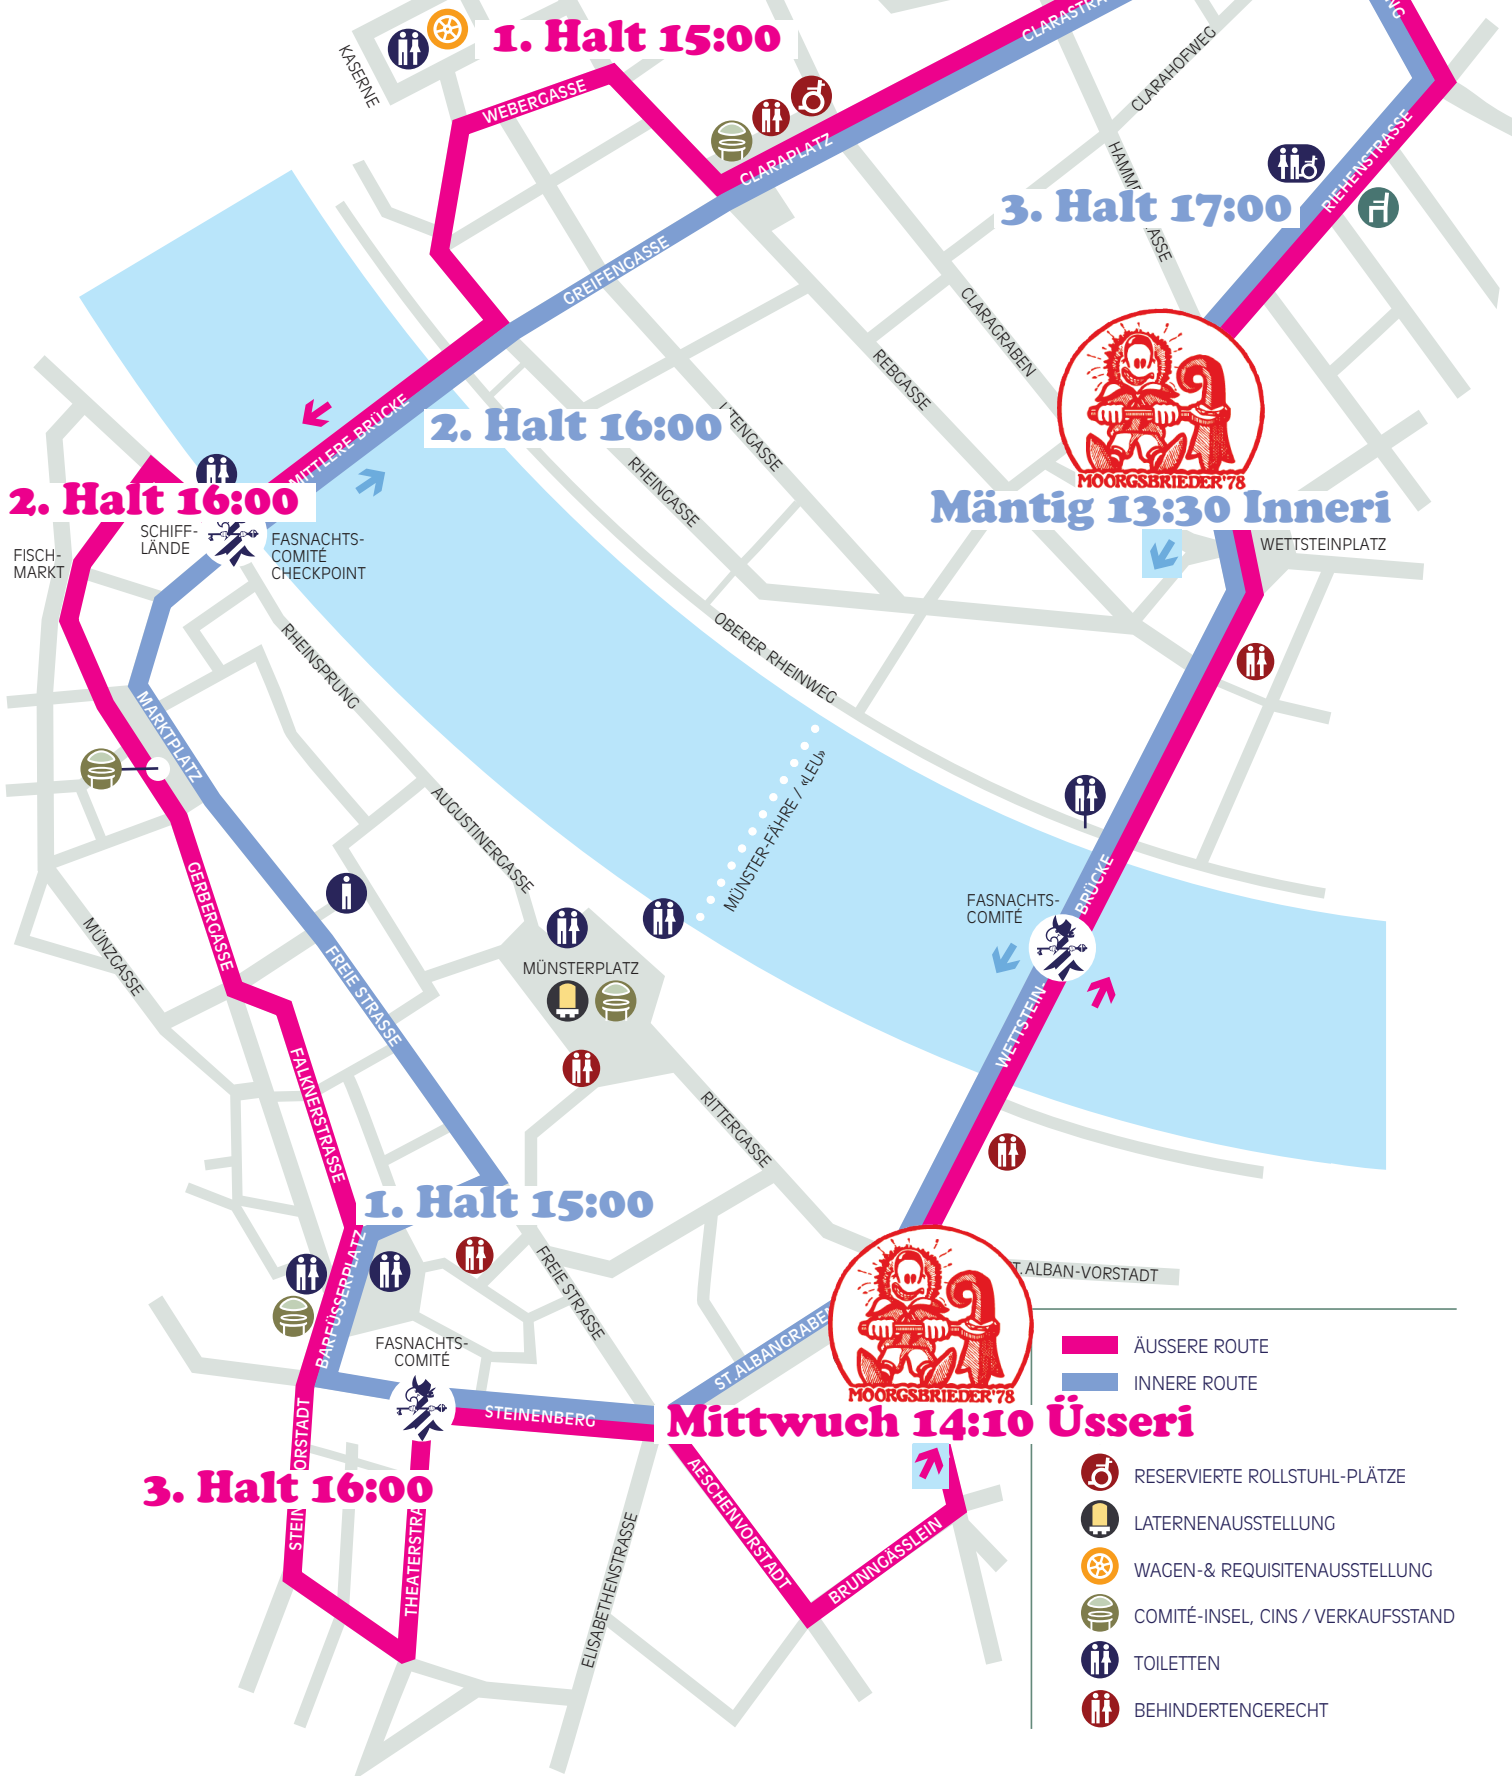 1. Halt 15:00
CLARASTRA
NG
KASERNE
WEBERGASSE
CLARAPLATZ
CLARAHOFWEG
RIEHENSTRASSE
3. Halt 17:00
GREIFENGASSE
CLARAGRABEN
REBGASSE
MITTLERE BRÜCKE
2. Halt 16:00
RHEINGASSE
MOORGSBRIEDER'78
Mäntig 13:30 Inneri
WETTSTEINPLATZ
2. Halt 16:00
SCHIFF-
LÄNDE
FISCH-
MARKT
FASNACHTS-
COMITÉ
CHECKPOINT
RHEINSPRUNG
OBERER RHEINWEG
MARKTPLATZ
MÜNSTER-FÄHRE / «LEU»
AUGUSTINERGASSE
GERBERGASSE
MÜNZGASSE
FREIE STRASSE
FASNACHTS-
COMITÉ
WETTSTEIN-
BRÜCKE
MÜNSTERPLATZ
FALKNERSTRASSE
RITTERGASSE
1. Halt 15:00
BARFÜSSERPLATZ
FREIE STRASSE
T. ALBAN-VORSTADT
FASNACHTS-
COMITÉ
ST. ALBANGRABEN
MOORGSBRIEDER'78
STEINENBERG
Mittwuch 14:10 Üsseri
3. Halt 16:00
STEIN
ORSTADT
THEATERSTRA
ELISABETHENSTRASSE
AESCHENVORSTADT
BRUNNGÄSSLEIN
ÄUSSERE ROUTE
INNERE ROUTE
RESERVIERTE ROLLSTUHL-PLÄTZE
LATERNENAUSSTELLUNG
WAGEN-& REQUISITENAUSSTELLUNG
COMITÉ-INSEL, CINS / VERKAUFSSTAND
TOILETTEN
BEHINDERTENGERECHT